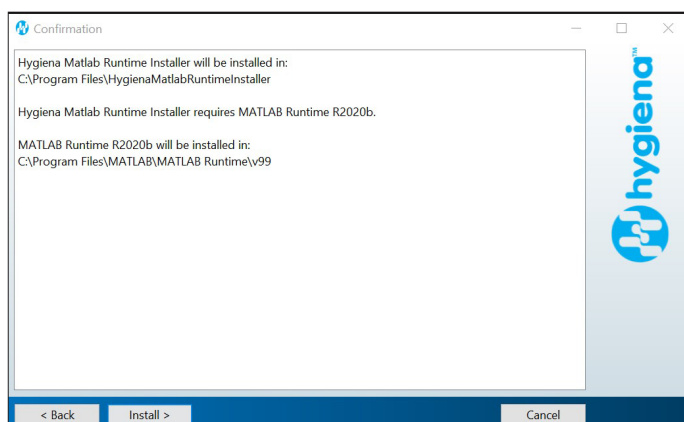 Confirmation
Hygiena Matlab Runtime Installer will be installed in:
C:\Program Files\HygienaMatlabRuntimeInstaller
Hygiena Matlab Runtime Installer requires MATLAB Runtime R2020b.
MATLAB Runtime R2020b will be installed in:
C:\Program Files\MATLAB\MATLAB Runtime\v99
hygiena™
< Back
Install >
Cancel